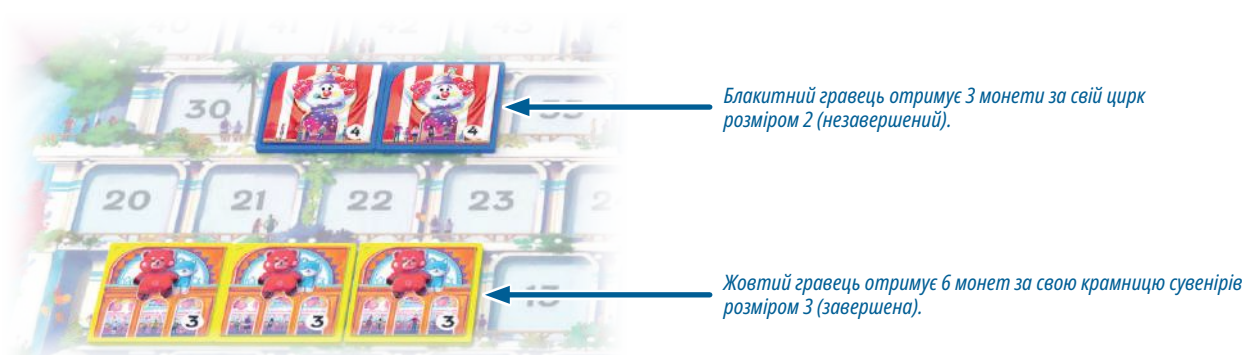 30
4
4
Блакитний гравець отримує 3 монети за свій цирк
розміром 2 (незавершений).
20
21
22
23
3
3
3
Жовтий гравець отримує 6 монет за свою крамницю сувенірів
розміром 3 (завершена).